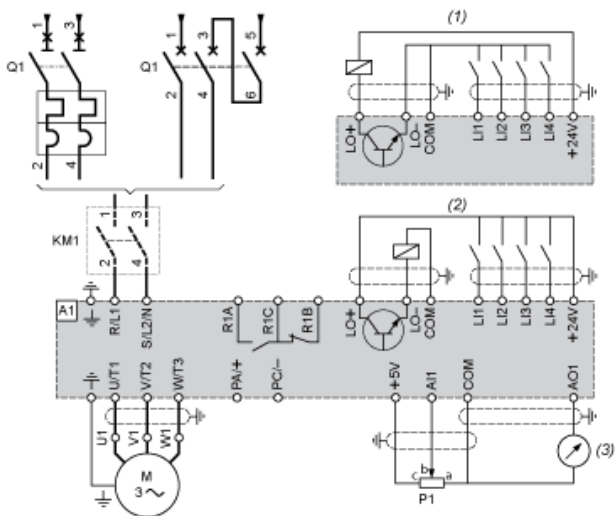 1 3
Q1
2 4
1 3 5
Q1
2 4 6
(1)
LO+ LO− COM LI1 LI2 LI3 LI4 +24V
1 3
KM1
2 4
(2)
A1
R/L1 S/L2/N R1A R1C R1B LO+ LO− COM LI1 LI2 LI3 LI4 +24V
U/T1 V/T2 W/T3 PA/+ PC/− +5V AI1 COM AO1
U1 V1 W1
M
3~
c b a
P1
(3)